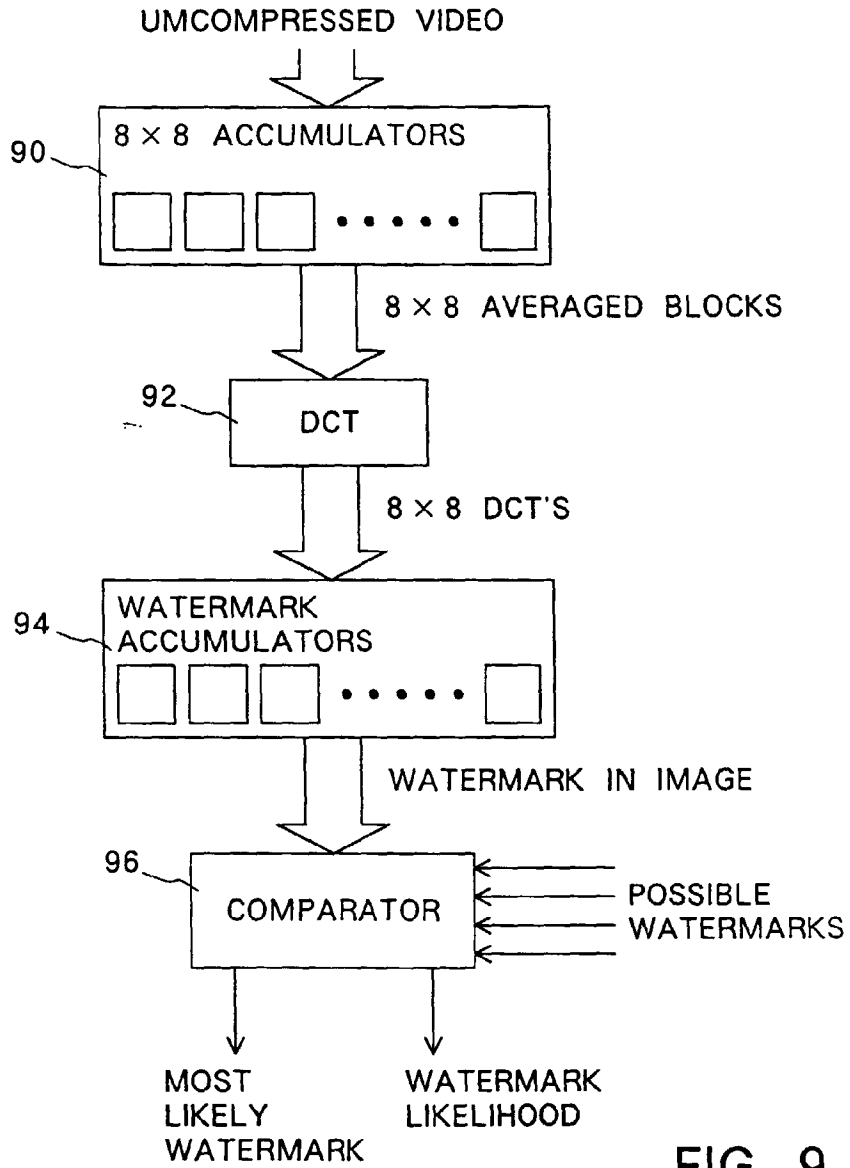 UMCOMPRESSED VIDEO
90
8 × 8 ACCUMULATORS
8 × 8 AVERAGED BLOCKS
92
DCT
8 × 8 DCT'S
94
WATERMARK
ACCUMULATORS
WATERMARK IN IMAGE
96
COMPARATOR
POSSIBLE
WATERMARKS
MOST
LIKELY
WATERMARK
WATERMARK
LIKELIHOOD
FIG. 9